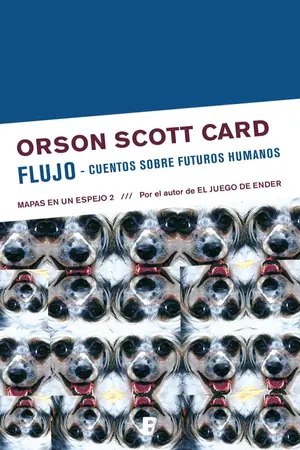 ORSON SCOTT CARD
FLUJO - CUENTOS SOBRE FUTUROS HUMANOS
MAPAS EN UN ESPEJO 2 /// Por el autor de EL JUEGO DE ENDER
B